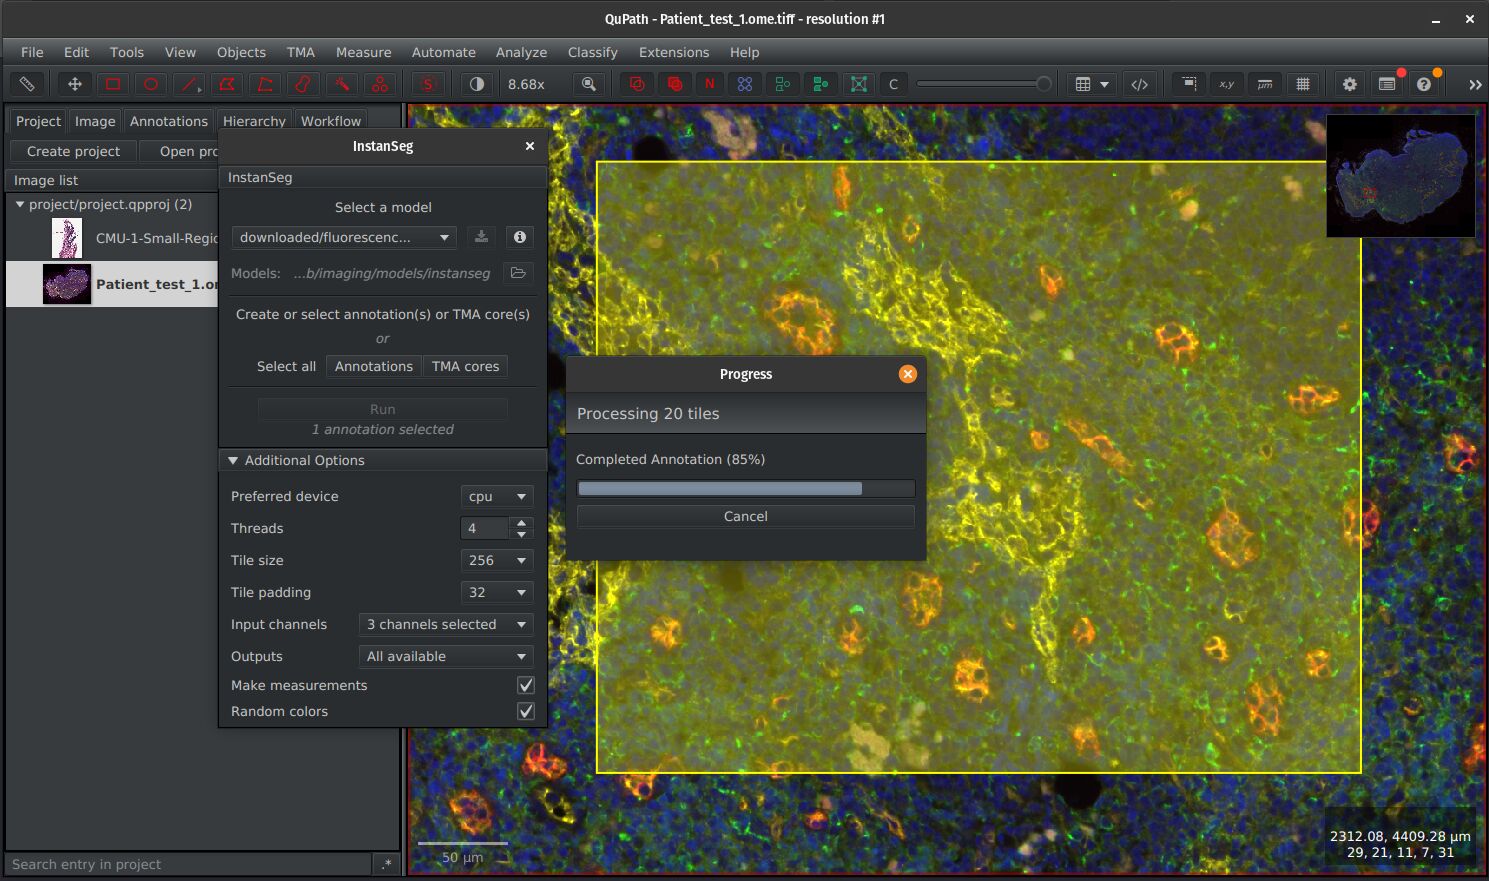 QuPath - Patient_test_1.ome.tiff - resolution #1
File Edit Tools View Objects TMA Measure Automate Analyze Classify Extensions Help
S 8.68x N C x,y μm
Project Image Annotations Hierarchy Workflow
Create project Open pro
Image list
project/project.qpproj (2)
CMU-1-Small-Regio
Patient_test_1.o
Search entry in project .*
InstanSeg
InstanSeg
Select a model
downloaded/fluorescenc...
Models: ...b/imaging/models/instanseg
Create or select annotation(s) or TMA core(s)
or
Select all Annotations TMA cores
Run
1 annotation selected
Additional Options
Preferred device cpu
Threads 4
Tile size 256
Tile padding 32
Input channels 3 channels selected
Outputs All available
Make measurements
Random colors
Progress
Processing 20 tiles
Completed Annotation (85%)
Cancel
50 μm
2312.08, 4409.28 μm
29, 21, 11, 7, 31